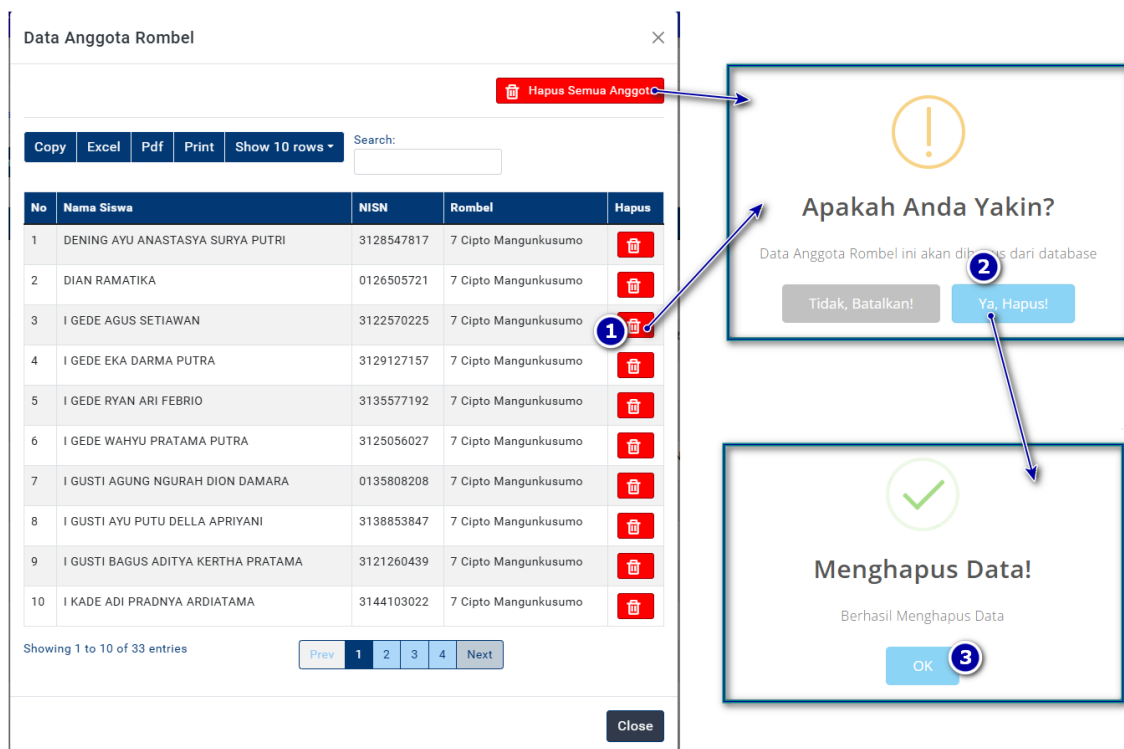 Data Anggota Rombel
Hapus Semua Anggota
Copy Excel Pdf Print Show 10 rows
Search:
No Nama Siswa NISN Rombel Hapus
1 DENING AYU ANASTASYA SURYA PUTRI 3128547817 7 Cipto Mangunkusumo
2 DIAN RAMATIKA 0126505721 7 Cipto Mangunkusumo
3 I GEDE AGUS SETIAWAN 3122570225 7 Cipto Mangunkusumo 1
4 I GEDE EKA DARMA PUTRA 3129127157 7 Cipto Mangunkusumo
5 I GEDE RYAN ARI FEBRIO 3135577192 7 Cipto Mangunkusumo
6 I GEDE WAHYU PRATAMA PUTRA 3125056027 7 Cipto Mangunkusumo
7 I GUSTI AGUNG NGURAH DION DAMARA 0135808208 7 Cipto Mangunkusumo
8 I GUSTI AYU PUTU DELLA APRIYANI 3138853847 7 Cipto Mangunkusumo
9 I GUSTI BAGUS ADITYA KERTHA PRATAMA 3121260439 7 Cipto Mangunkusumo
10 I KADE ADI PRADNYA ARDIATAMA 3144103022 7 Cipto Mangunkusumo
Showing 1 to 10 of 33 entries
Prev 1 2 3 4 Next
Close
Apakah Anda Yakin?
Data Anggota Rombel ini akan dihapus dari database
2
Tidak, Batalkan! Ya, Hapus!
Menghapus Data!
Berhasil Menghapus Data
OK 3